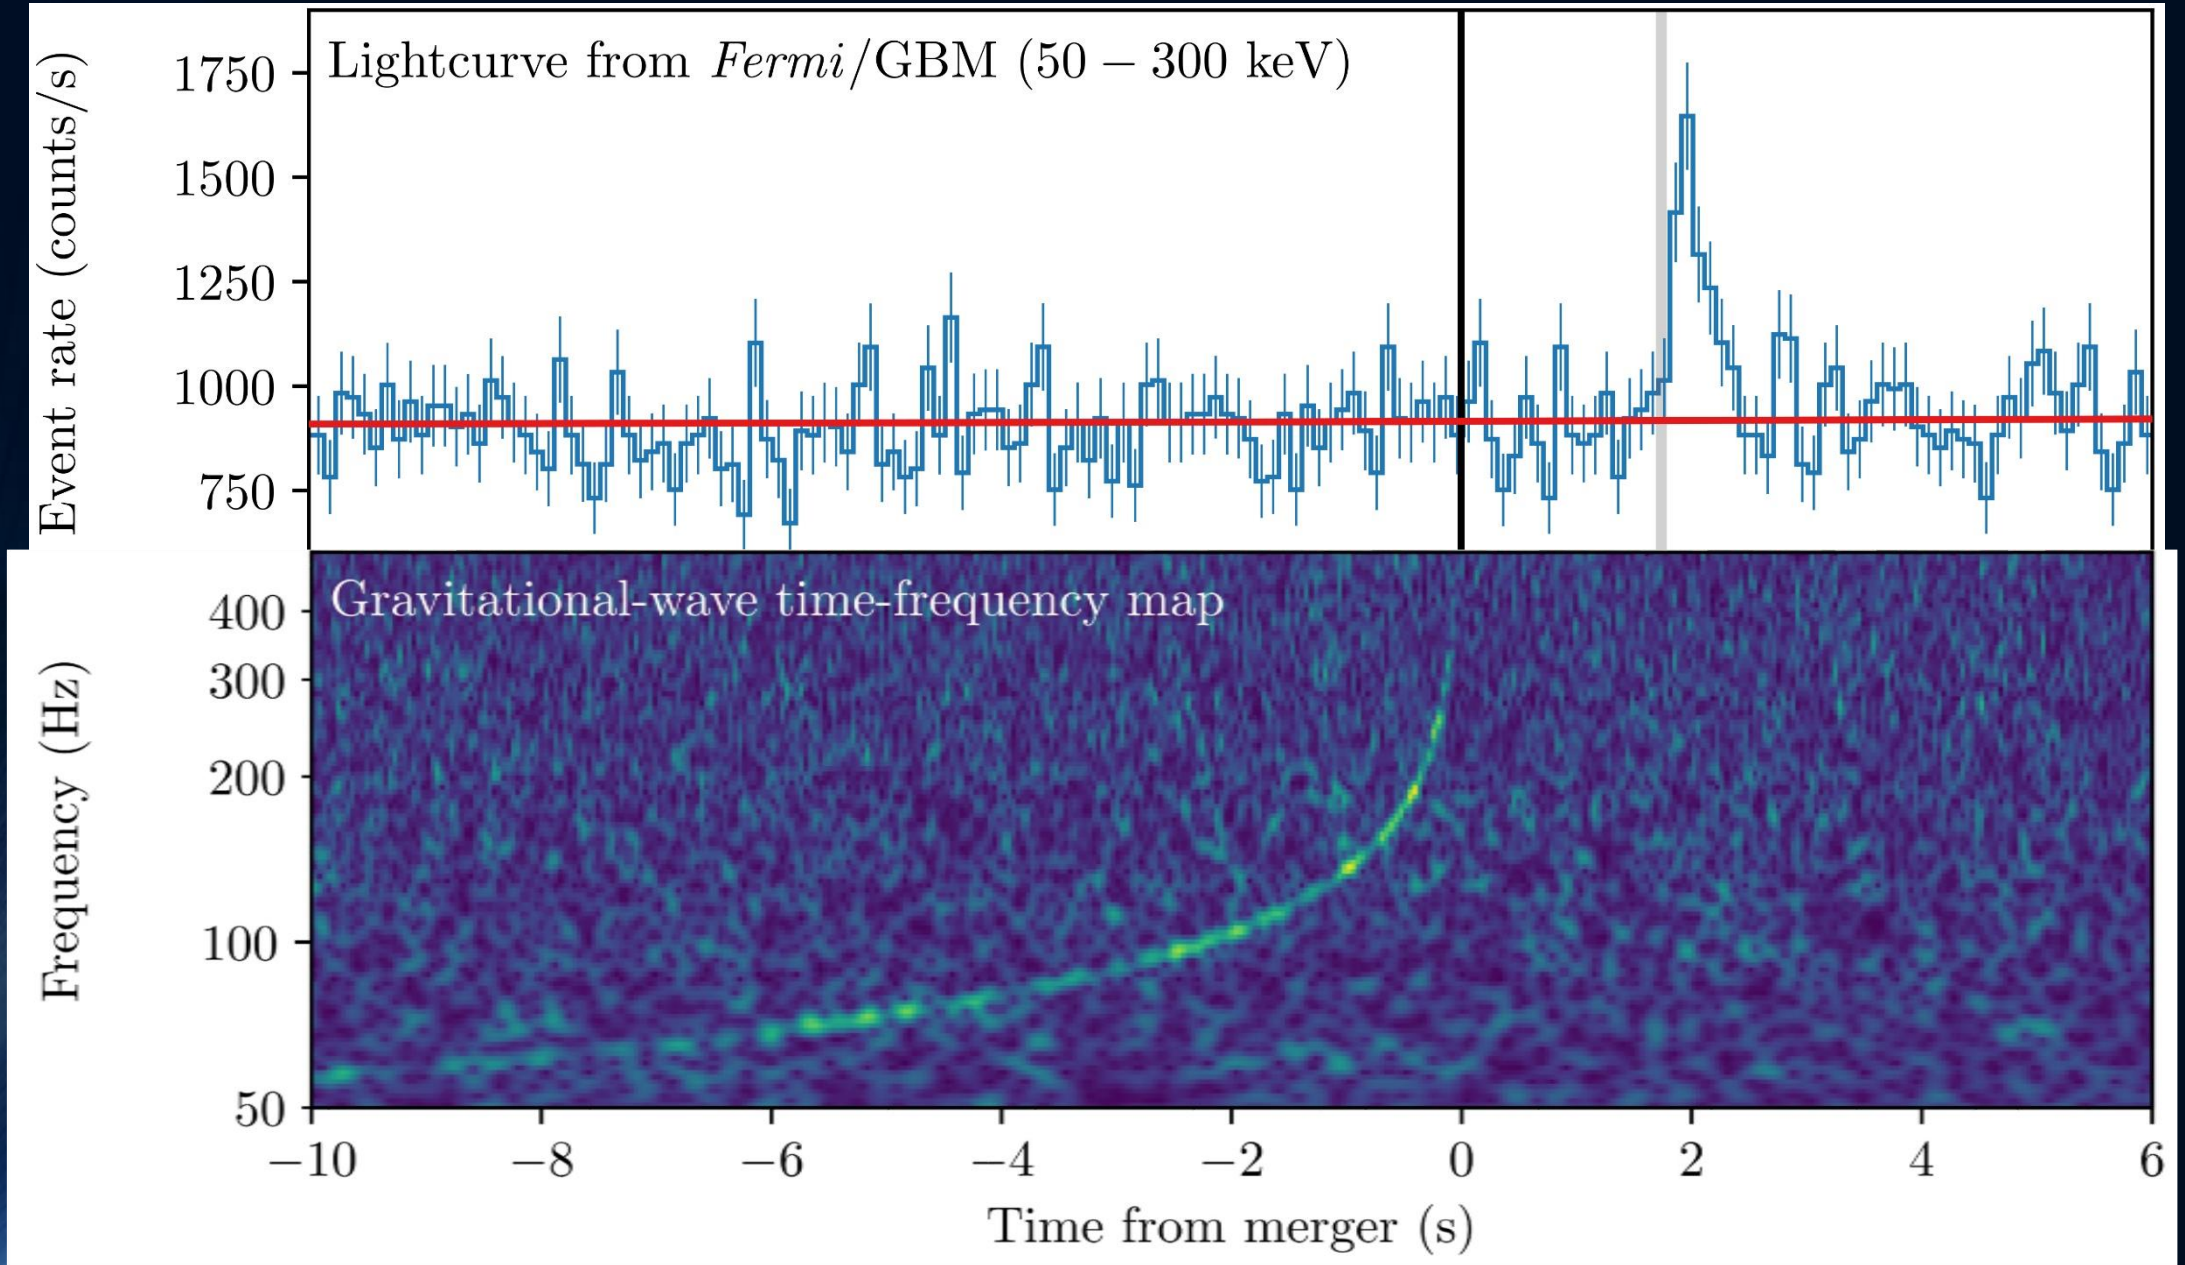 Lightcurve from Fermi/GBM (50 – 300 keV)
Event rate (counts/s)
1750
1500
1250
1000
750
Gravitational-wave time-frequency map
Frequency (Hz)
400
300
200
100
50
−10 −8 −6 −4 −2 0 2 4 6
Time from merger (s)